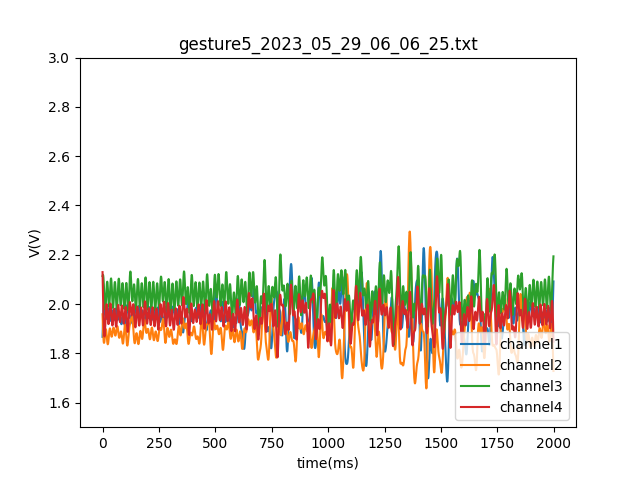 gesture5_2023_05_29_06_06_25.txt
3.0
2.8
2.6
2.4
2.2
2.0
1.8
1.6
V(V)
0 250 500 750 1000 1250 1500 1750 2000
time(ms)
channel1
channel2
channel3
channel4